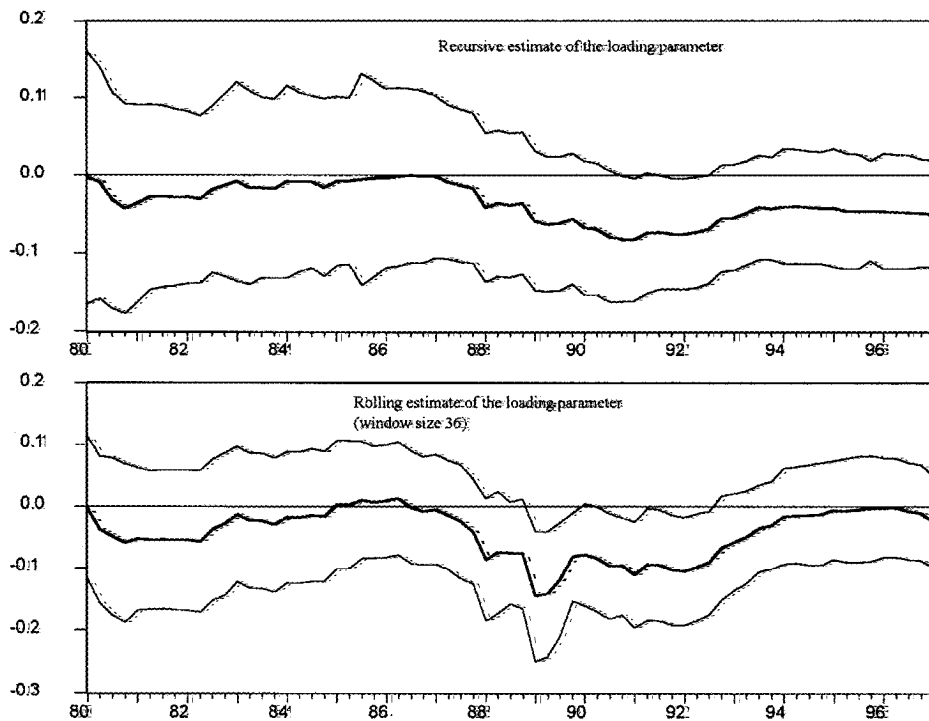 0.2
Recursive estimate of the loading parameter
0.11
0.0
-0.1
-0.2
80 82 84 86 88 90 92 94 96
0.2
Rolling estimate of the loading parameter
(window size 36)
0.11
0.0
-0.1
-0.2
-0.3
80 82 84 86 88 90 92 94 96